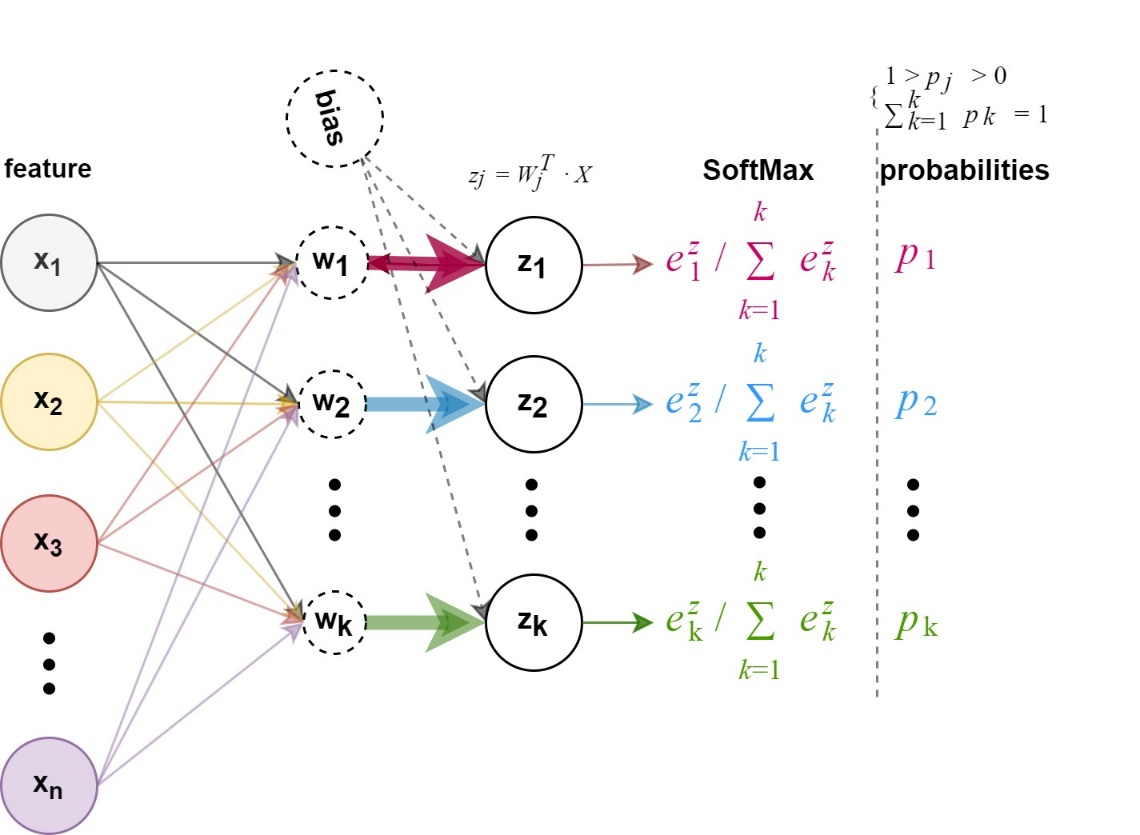 1 > p j > 0
{ ∑ k k=1 p k = 1
bias
feature
z j = W j T · X
SoftMax
probabilities
x1
w1
z1
e 1 z / ∑ k k=1 e k z
p 1
x2
w2
z2
e 2 z / ∑ k k=1 e k z
p 2
x3
wk
zk
e k z / ∑ k k=1 e k z
p k
xn